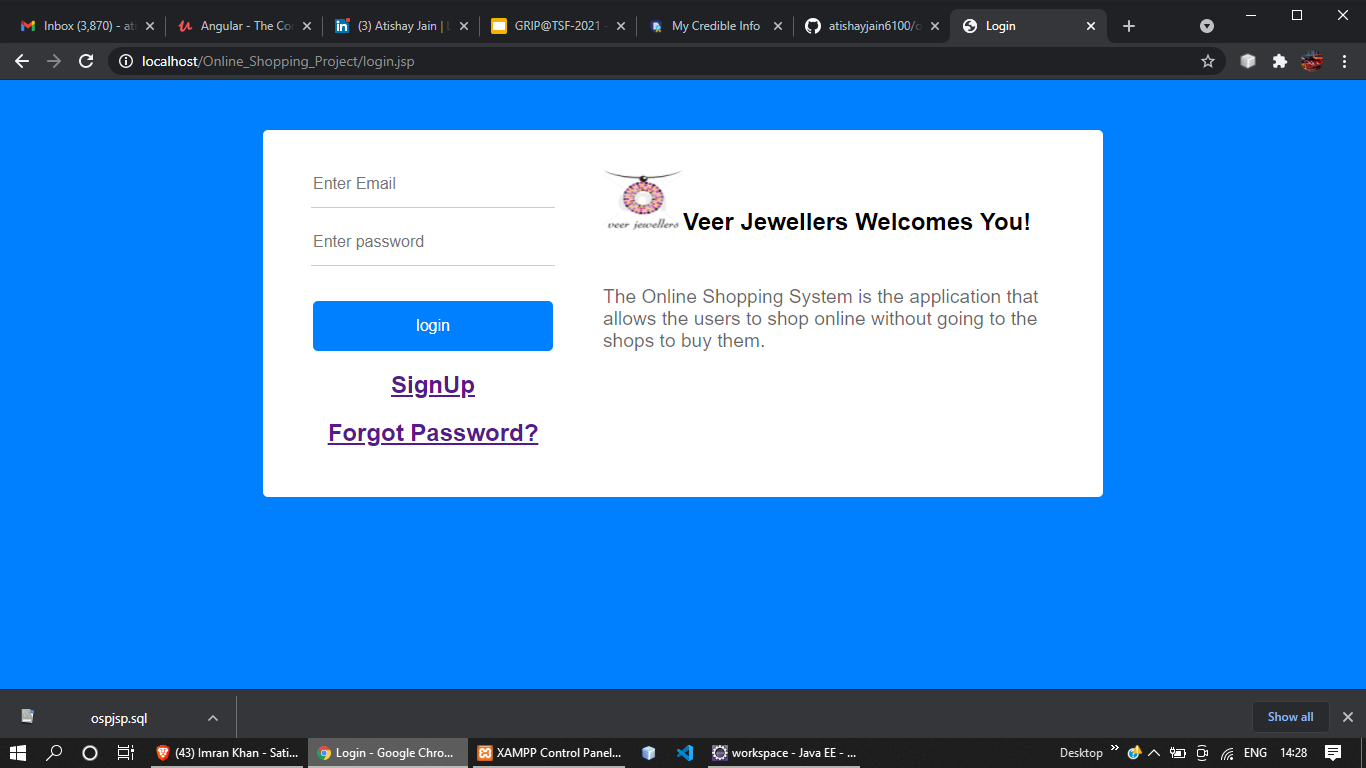 Inbox (3,870) - ati
Angular - The Co
(3) Atishay Jain |
GRIP@TSF-2021 -
My Credible Info
atishayjain6100/o
Login
localhost/Online_Shopping_Project/login.jsp
Enter Email
Enter password
login
SignUp
Forgot Password?
veer jewellers
Veer Jewellers Welcomes You!
The Online Shopping System is the application that
allows the users to shop online without going to the
shops to buy them.
ospjsp.sql
Show all
(43) Imran Khan - Sati...
Login - Google Chro...
XAMPP Control Panel...
workspace - Java EE - ...
Desktop
ENG
14:28